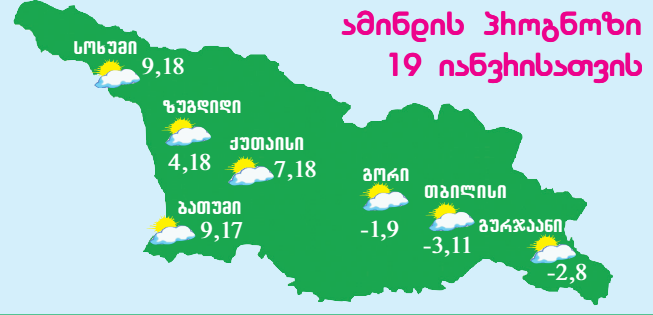 ამინდის პროგნოზი
19 იანვრისათვის
სოხუმი
9,18
ზუგდიდი
4,18
ქუთაისი
7,18
ბათუმი
9,17
გორი
-1,9
თბილისი
-3,11
გურჯაანი
-2,8